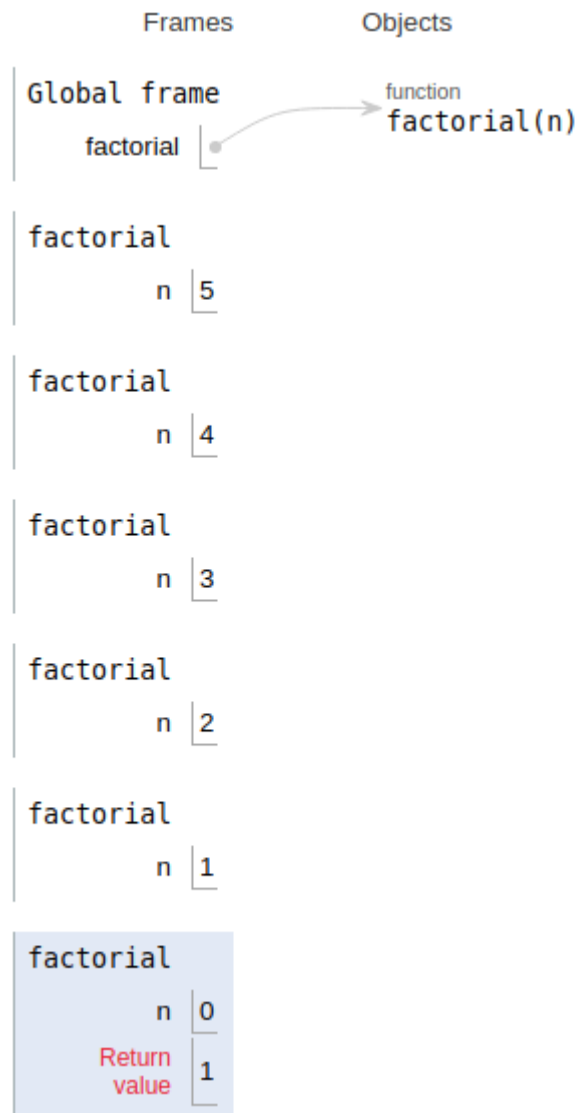 Frames Objects
Global frame
function
factorial(n)
factorial
factorial
n 5
factorial
n 4
factorial
n 3
factorial
n 2
factorial
n 1
factorial
n 0
Return
value 1